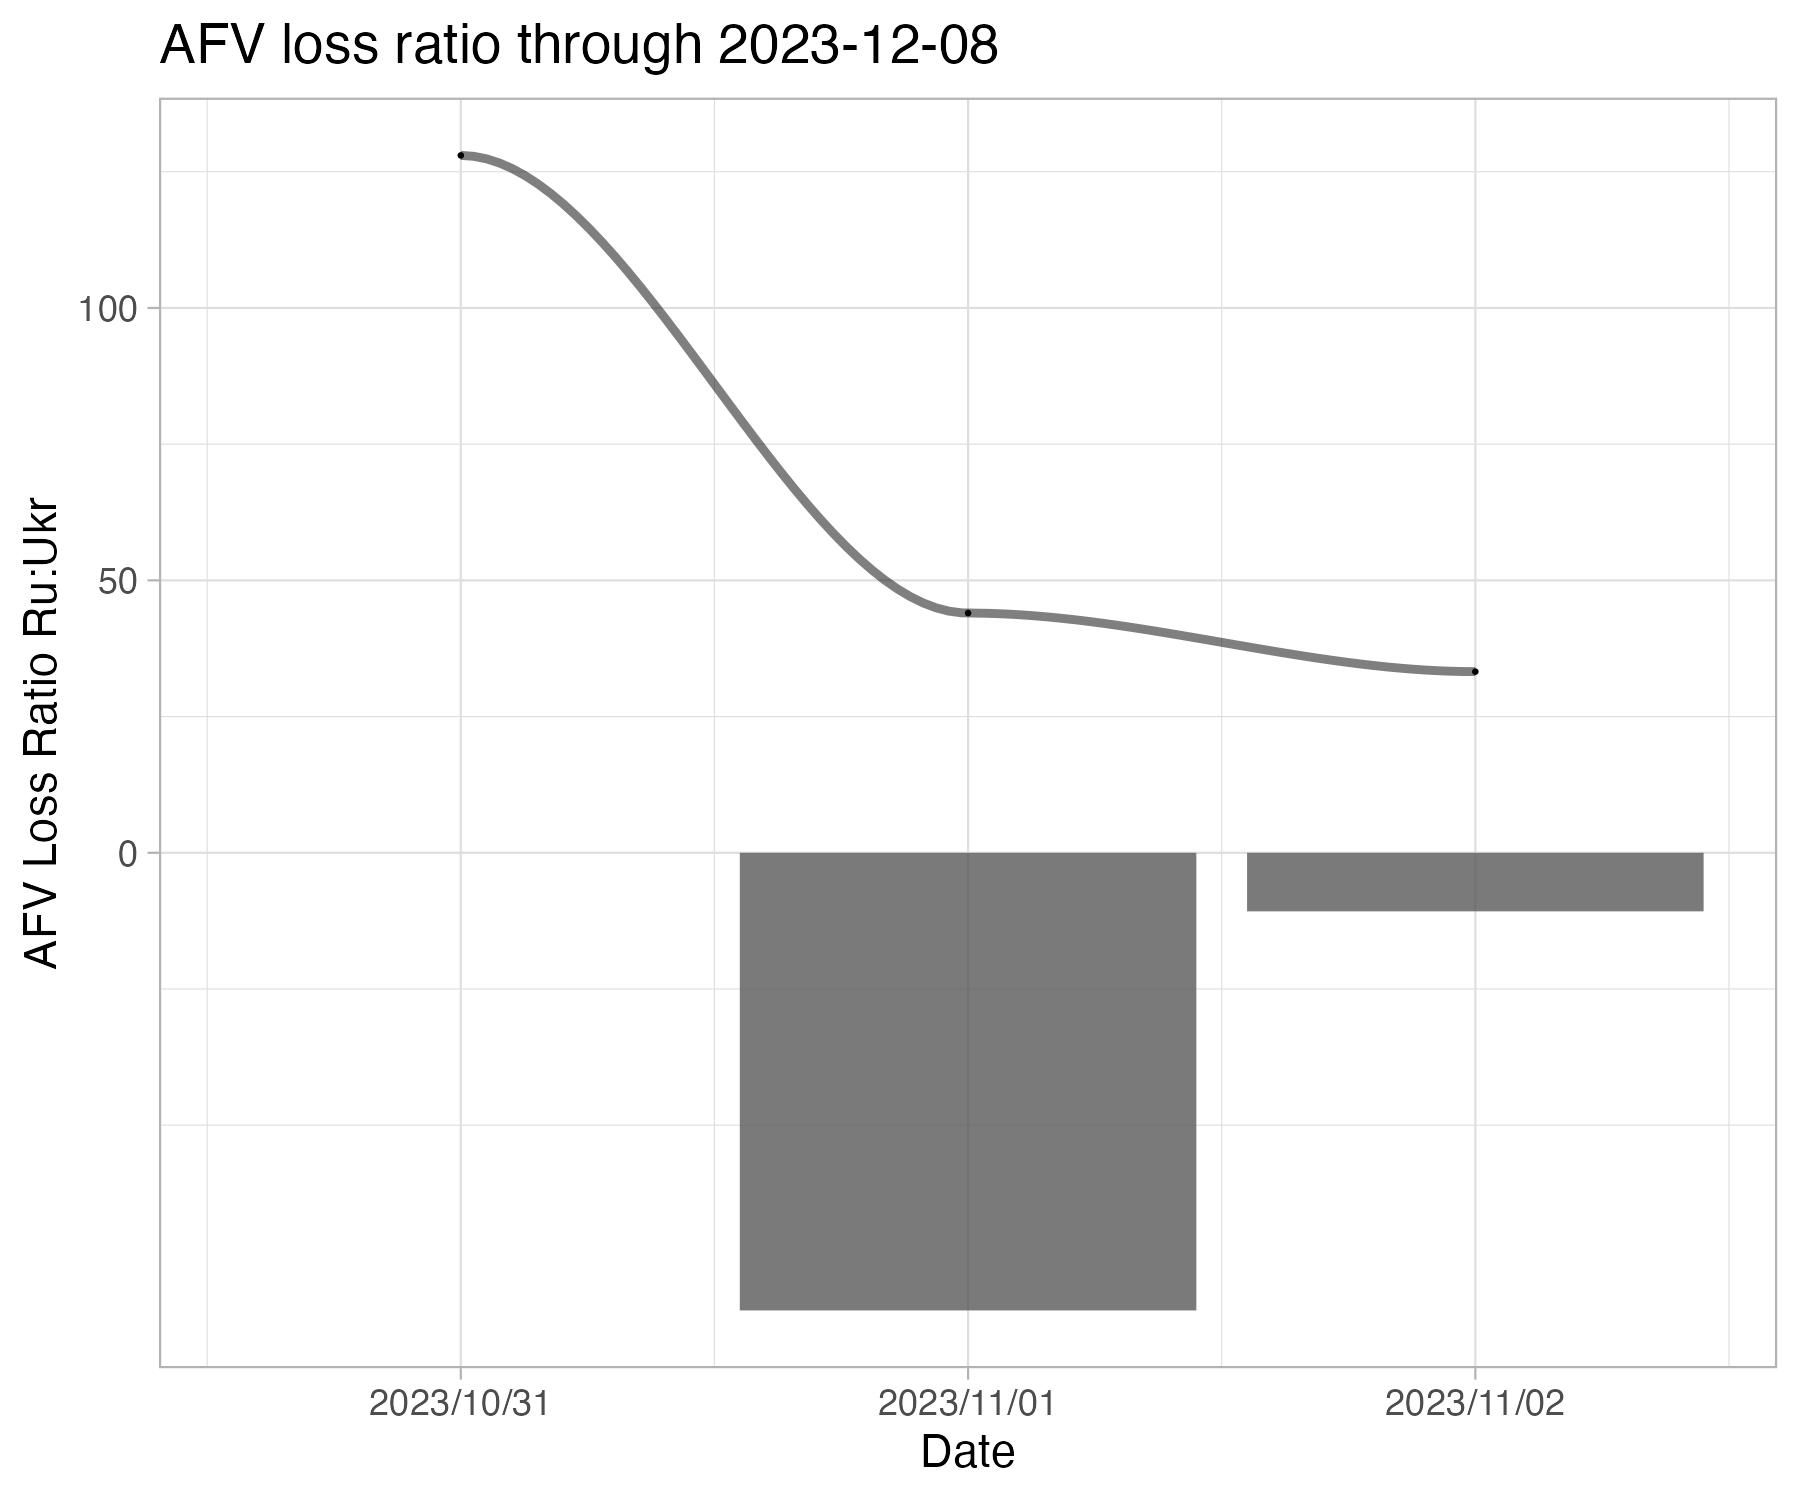 AFV loss ratio through 2023-12-08
AFV Loss Ratio Ru:Ukr
100
50
0
2023/10/31
2023/11/01
2023/11/02
Date